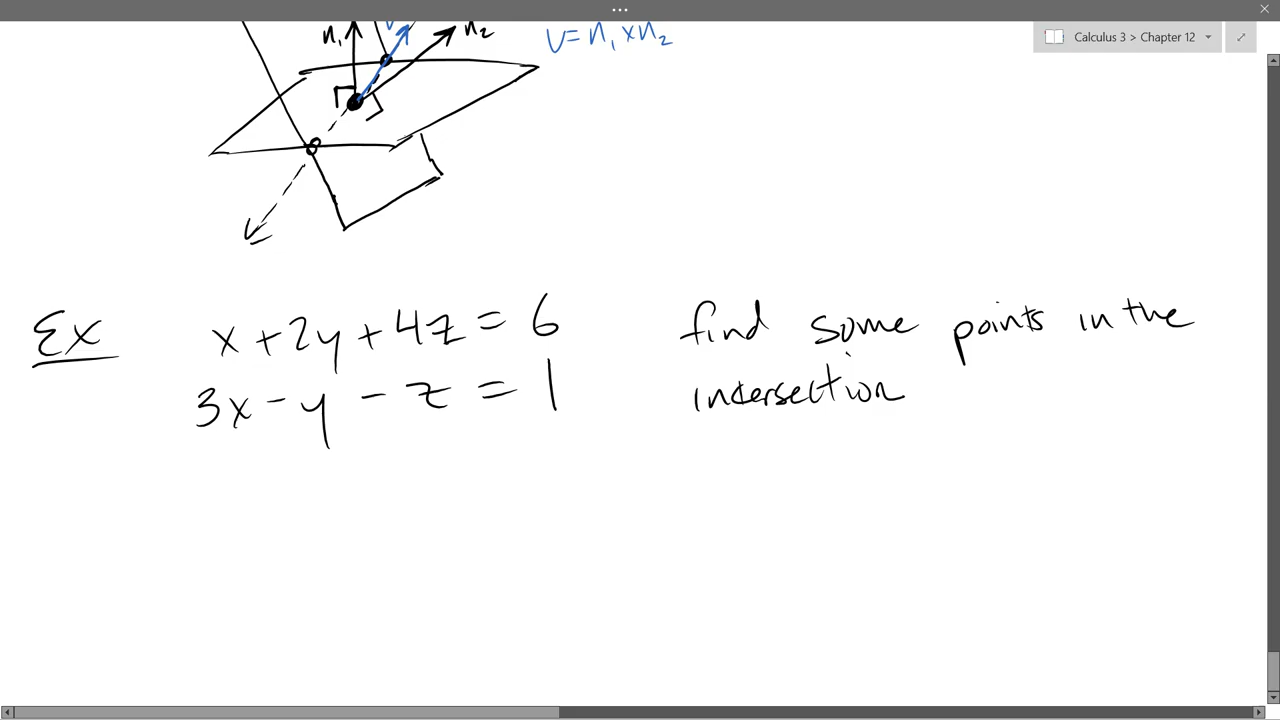 ...
Calculus 3 > Chapter 12
n₁ n₂ v = n₁ × n₂
Ex x + 2y + 4z = 6 find some points in the
3x - y - z = 1 intersection